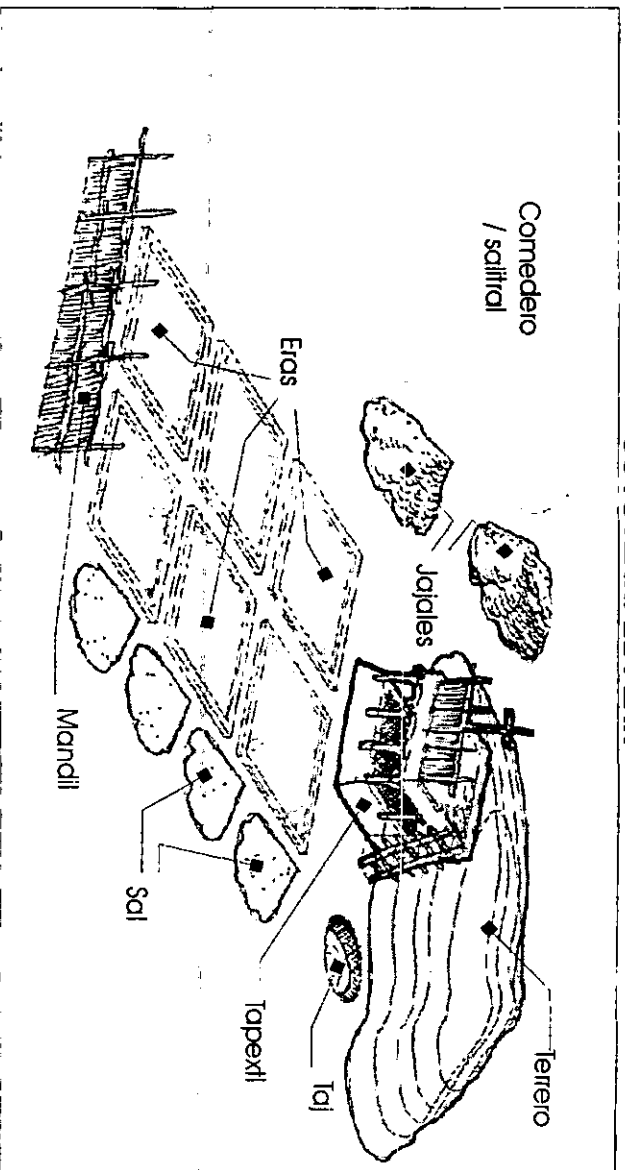 Comedero
/ salitral
Jajales
Terrero
Eras
Taj
Tapextl
Sal
Mandil